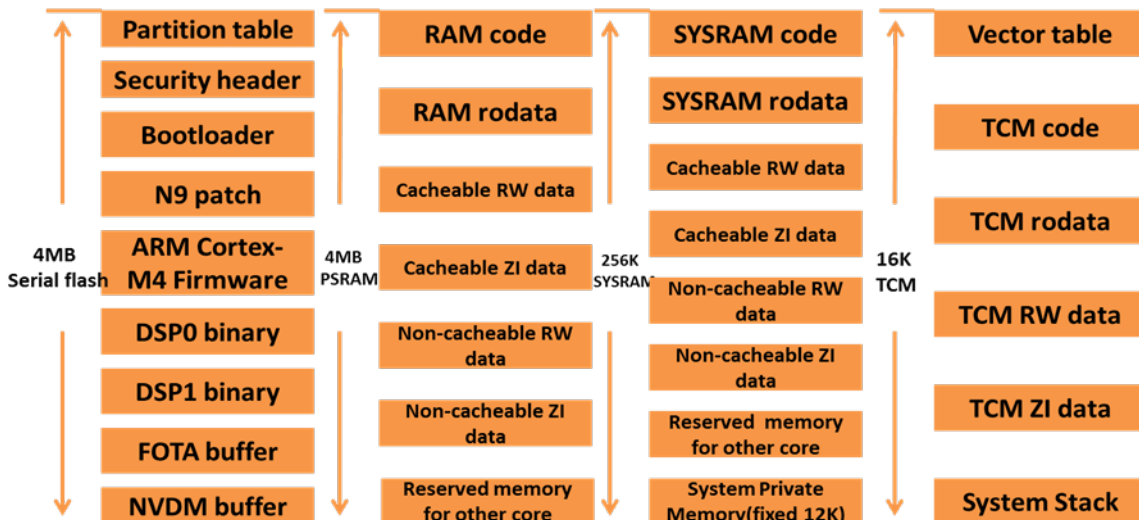 Partition table
Security header
Bootloader
N9 patch
ARM Cortex-
M4 Firmware
DSP0 binary
DSP1 binary
FOTA buffer
NVDM buffer
4MB
Serial flash
RAM code
RAM rodata
Cacheable RW data
Cacheable ZI data
Non-cacheable RW
data
Non-cacheable ZI
data
Reserved memory
for other core
4MB
PSRAM
SYSRAM code
SYSRAM rodata
Cacheable RW data
Cacheable ZI data
Non-cacheable RW
data
Non-cacheable ZI
data
Reserved memory
for other core
System Private
Memory(fixed 12K)
256K
SYSRAM
Vector table
TCM code
TCM rodata
TCM RW data
TCM ZI data
System Stack
16K
TCM